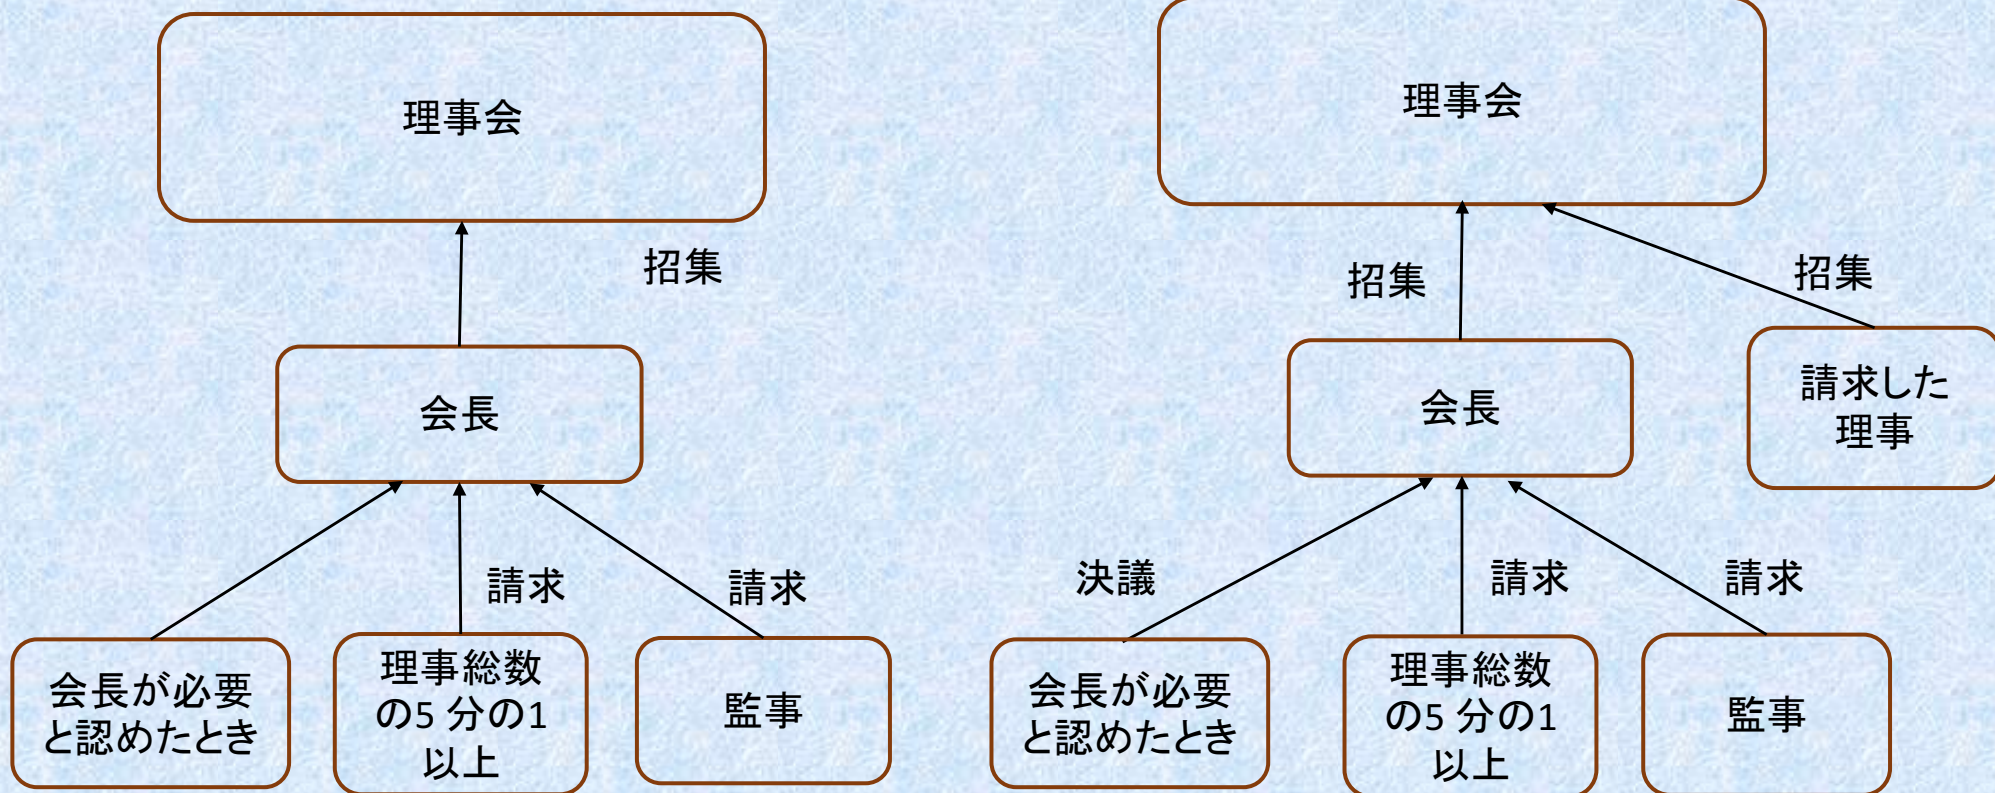 理事会
招集
会長
請求
請求
会長が必要
と認めたとき
理事総数
の5 分の1
以上
監事
理事会
招集
招集
会長
請求した
理事
決議
請求
請求
会長が必要
と認めたとき
理事総数
の5 分の1
以上
監事